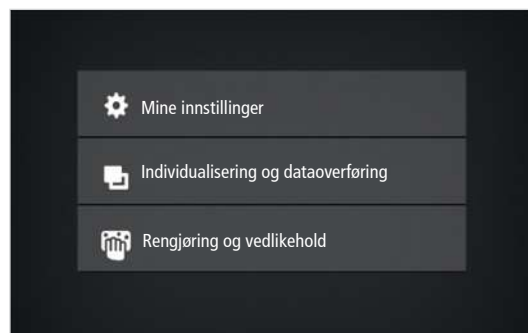 Mine innstillinger
Individualisering og dataoverføring
Rengjøring og vedlikehold